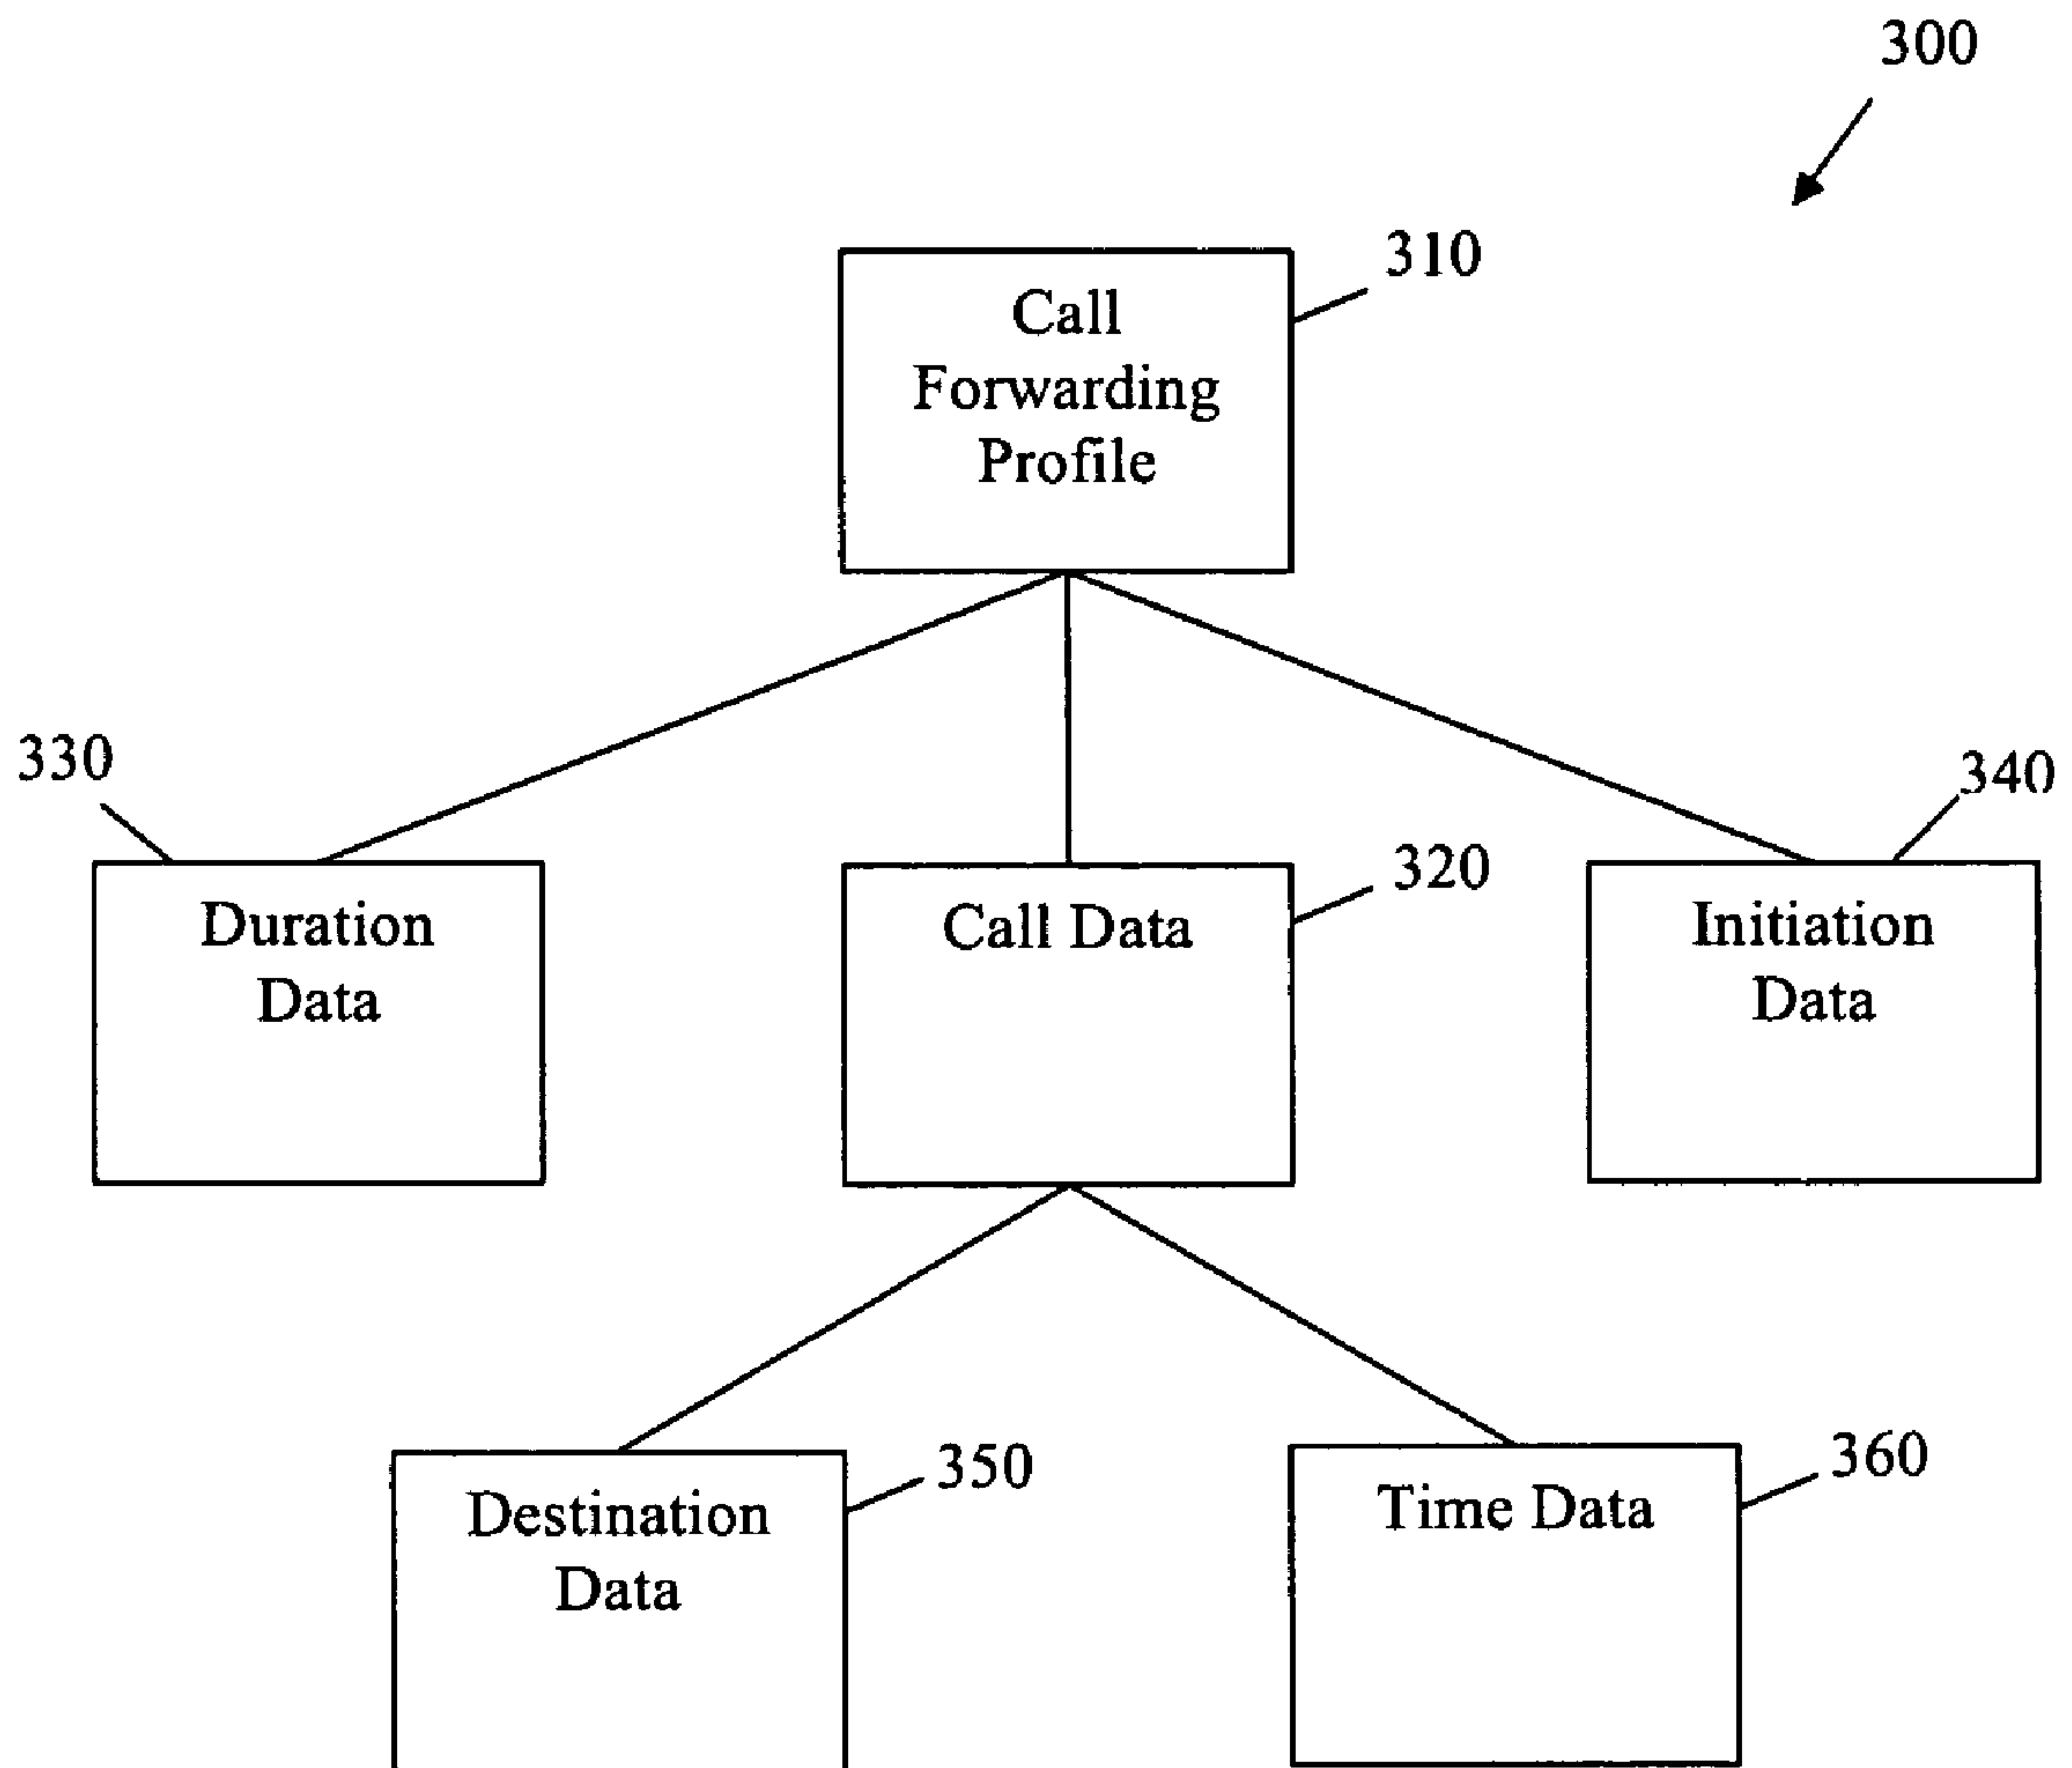 300
310
Call
Forwarding
Profile
330
340
320
Duration
Data
Call Data
Initiation
Data
350
360
Destination
Data
Time Data